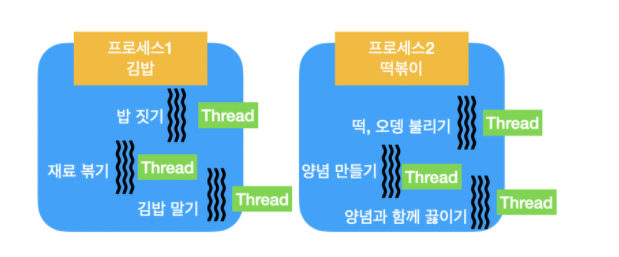 프로세스1
김밥
밥 짓기
Thread
재료 볶기
Thread
김밥 말기
Thread
프로세스2
떡볶이
떡, 오뎅 불리기
Thread
양념 만들기
Thread
양념과 함께 끓이기
Thread